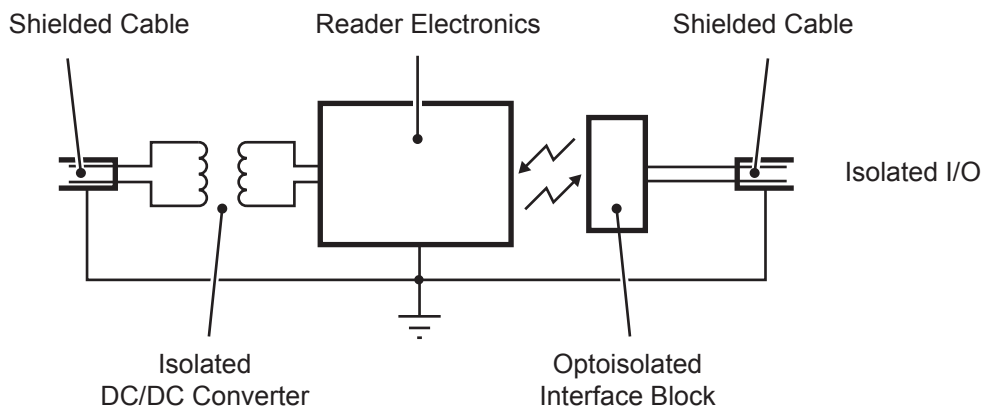 Shielded Cable
Reader Electronics
Shielded Cable
Isolated I/O
Isolated
DC/DC Converter
Optoisolated
Interface Block